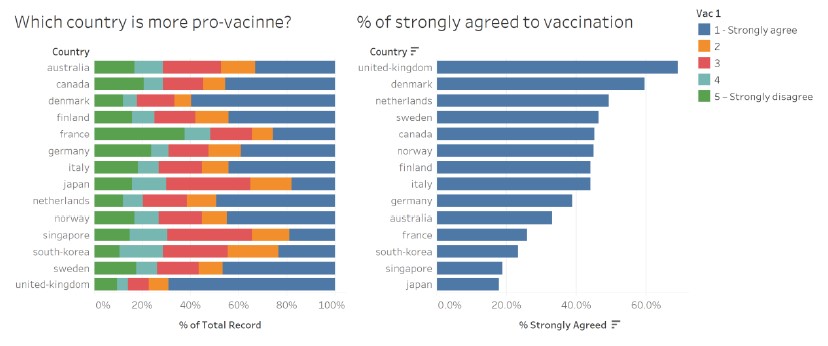 Which country is more pro-vacinne?
Country
australia
canada
denmark
finland
france
germany
italy
japan
netherlands
norway
singapore
south-korea
sweden
united-kingdom
0% 20% 40% 60% 80% 100%
% of Total Record
% of strongly agreed to vaccination
Country
united-kingdom
denmark
netherlands
sweden
canada
norway
finland
italy
germany
australia
france
south-korea
singapore
japan
0.0% 20.0% 40.0% 60.0%
% Strongly Agreed
Vac 1
1 - Strongly agree
2
3
4
5 – Strongly disagree